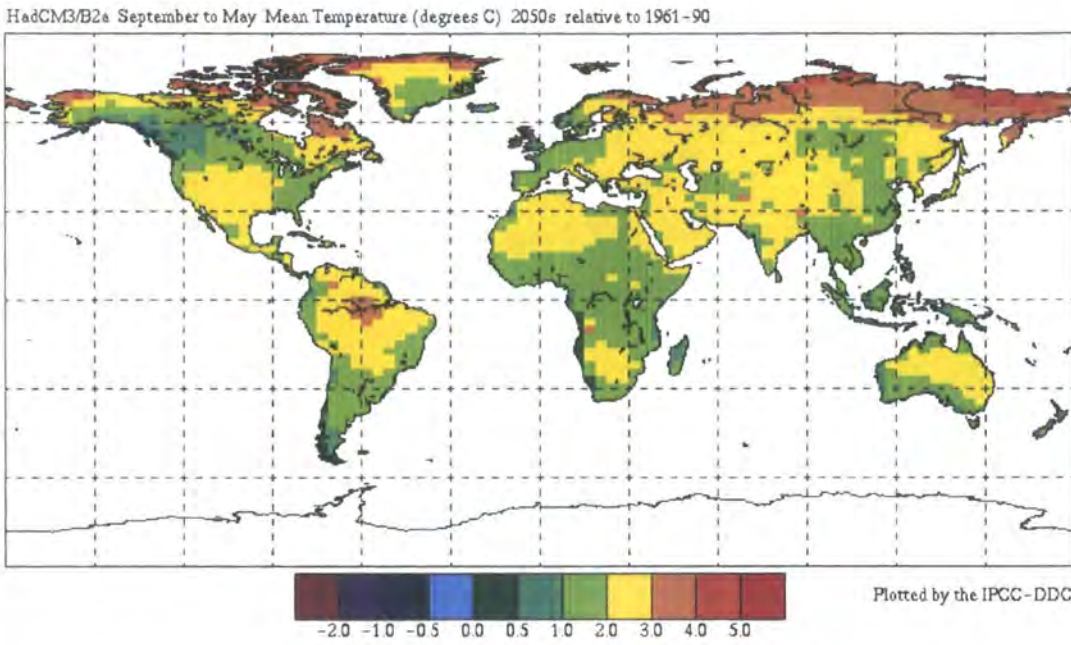 HadCM3/B2a September to May Mean Temperature (degrees C) 2050s relative to 1961-90
-2.0 -1.0 -0.5 0.0 0.5 1.0 2.0 3.0 4.0 5.0
Plotted by the IPCC-DDC